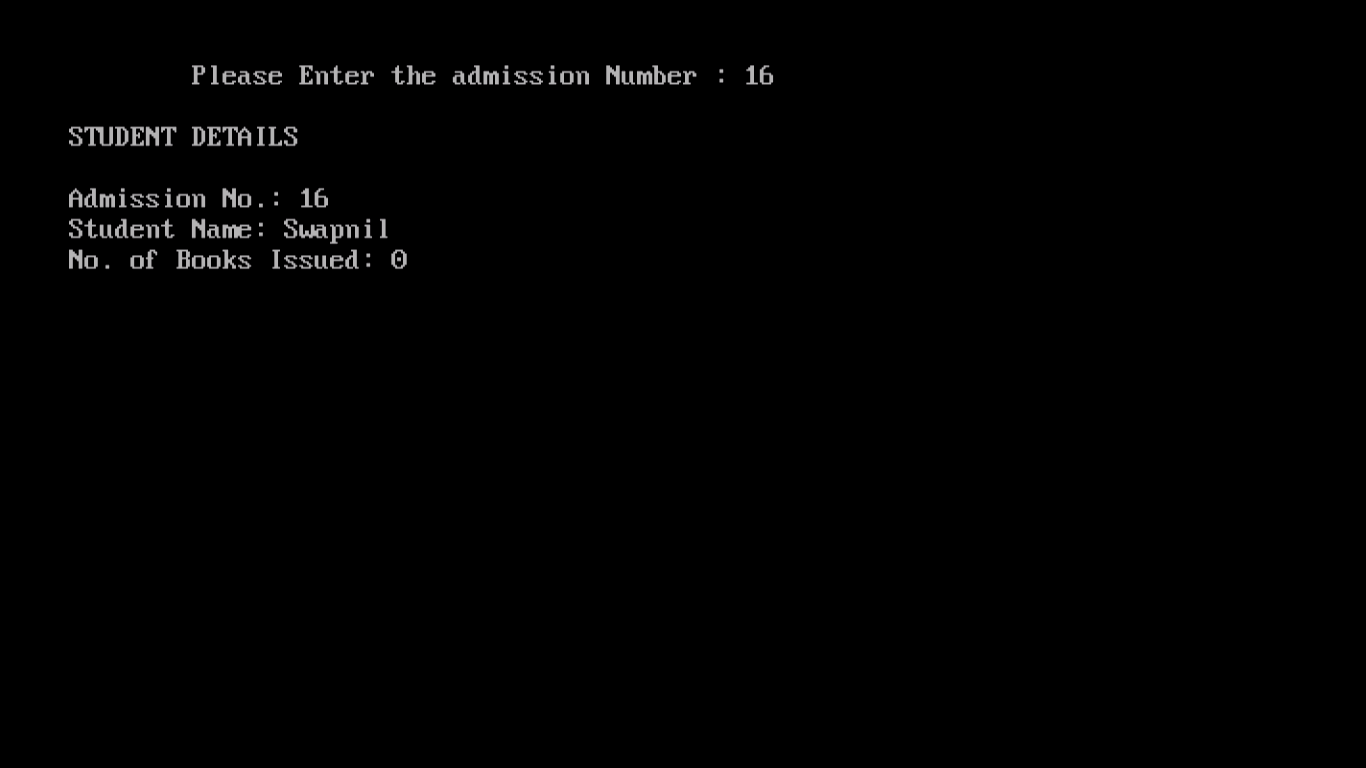 Please Enter the admission Number : 16
STUDENT DETAILS
Admission No.: 16
Student Name: Swapnil
No. of Books Issued: 0